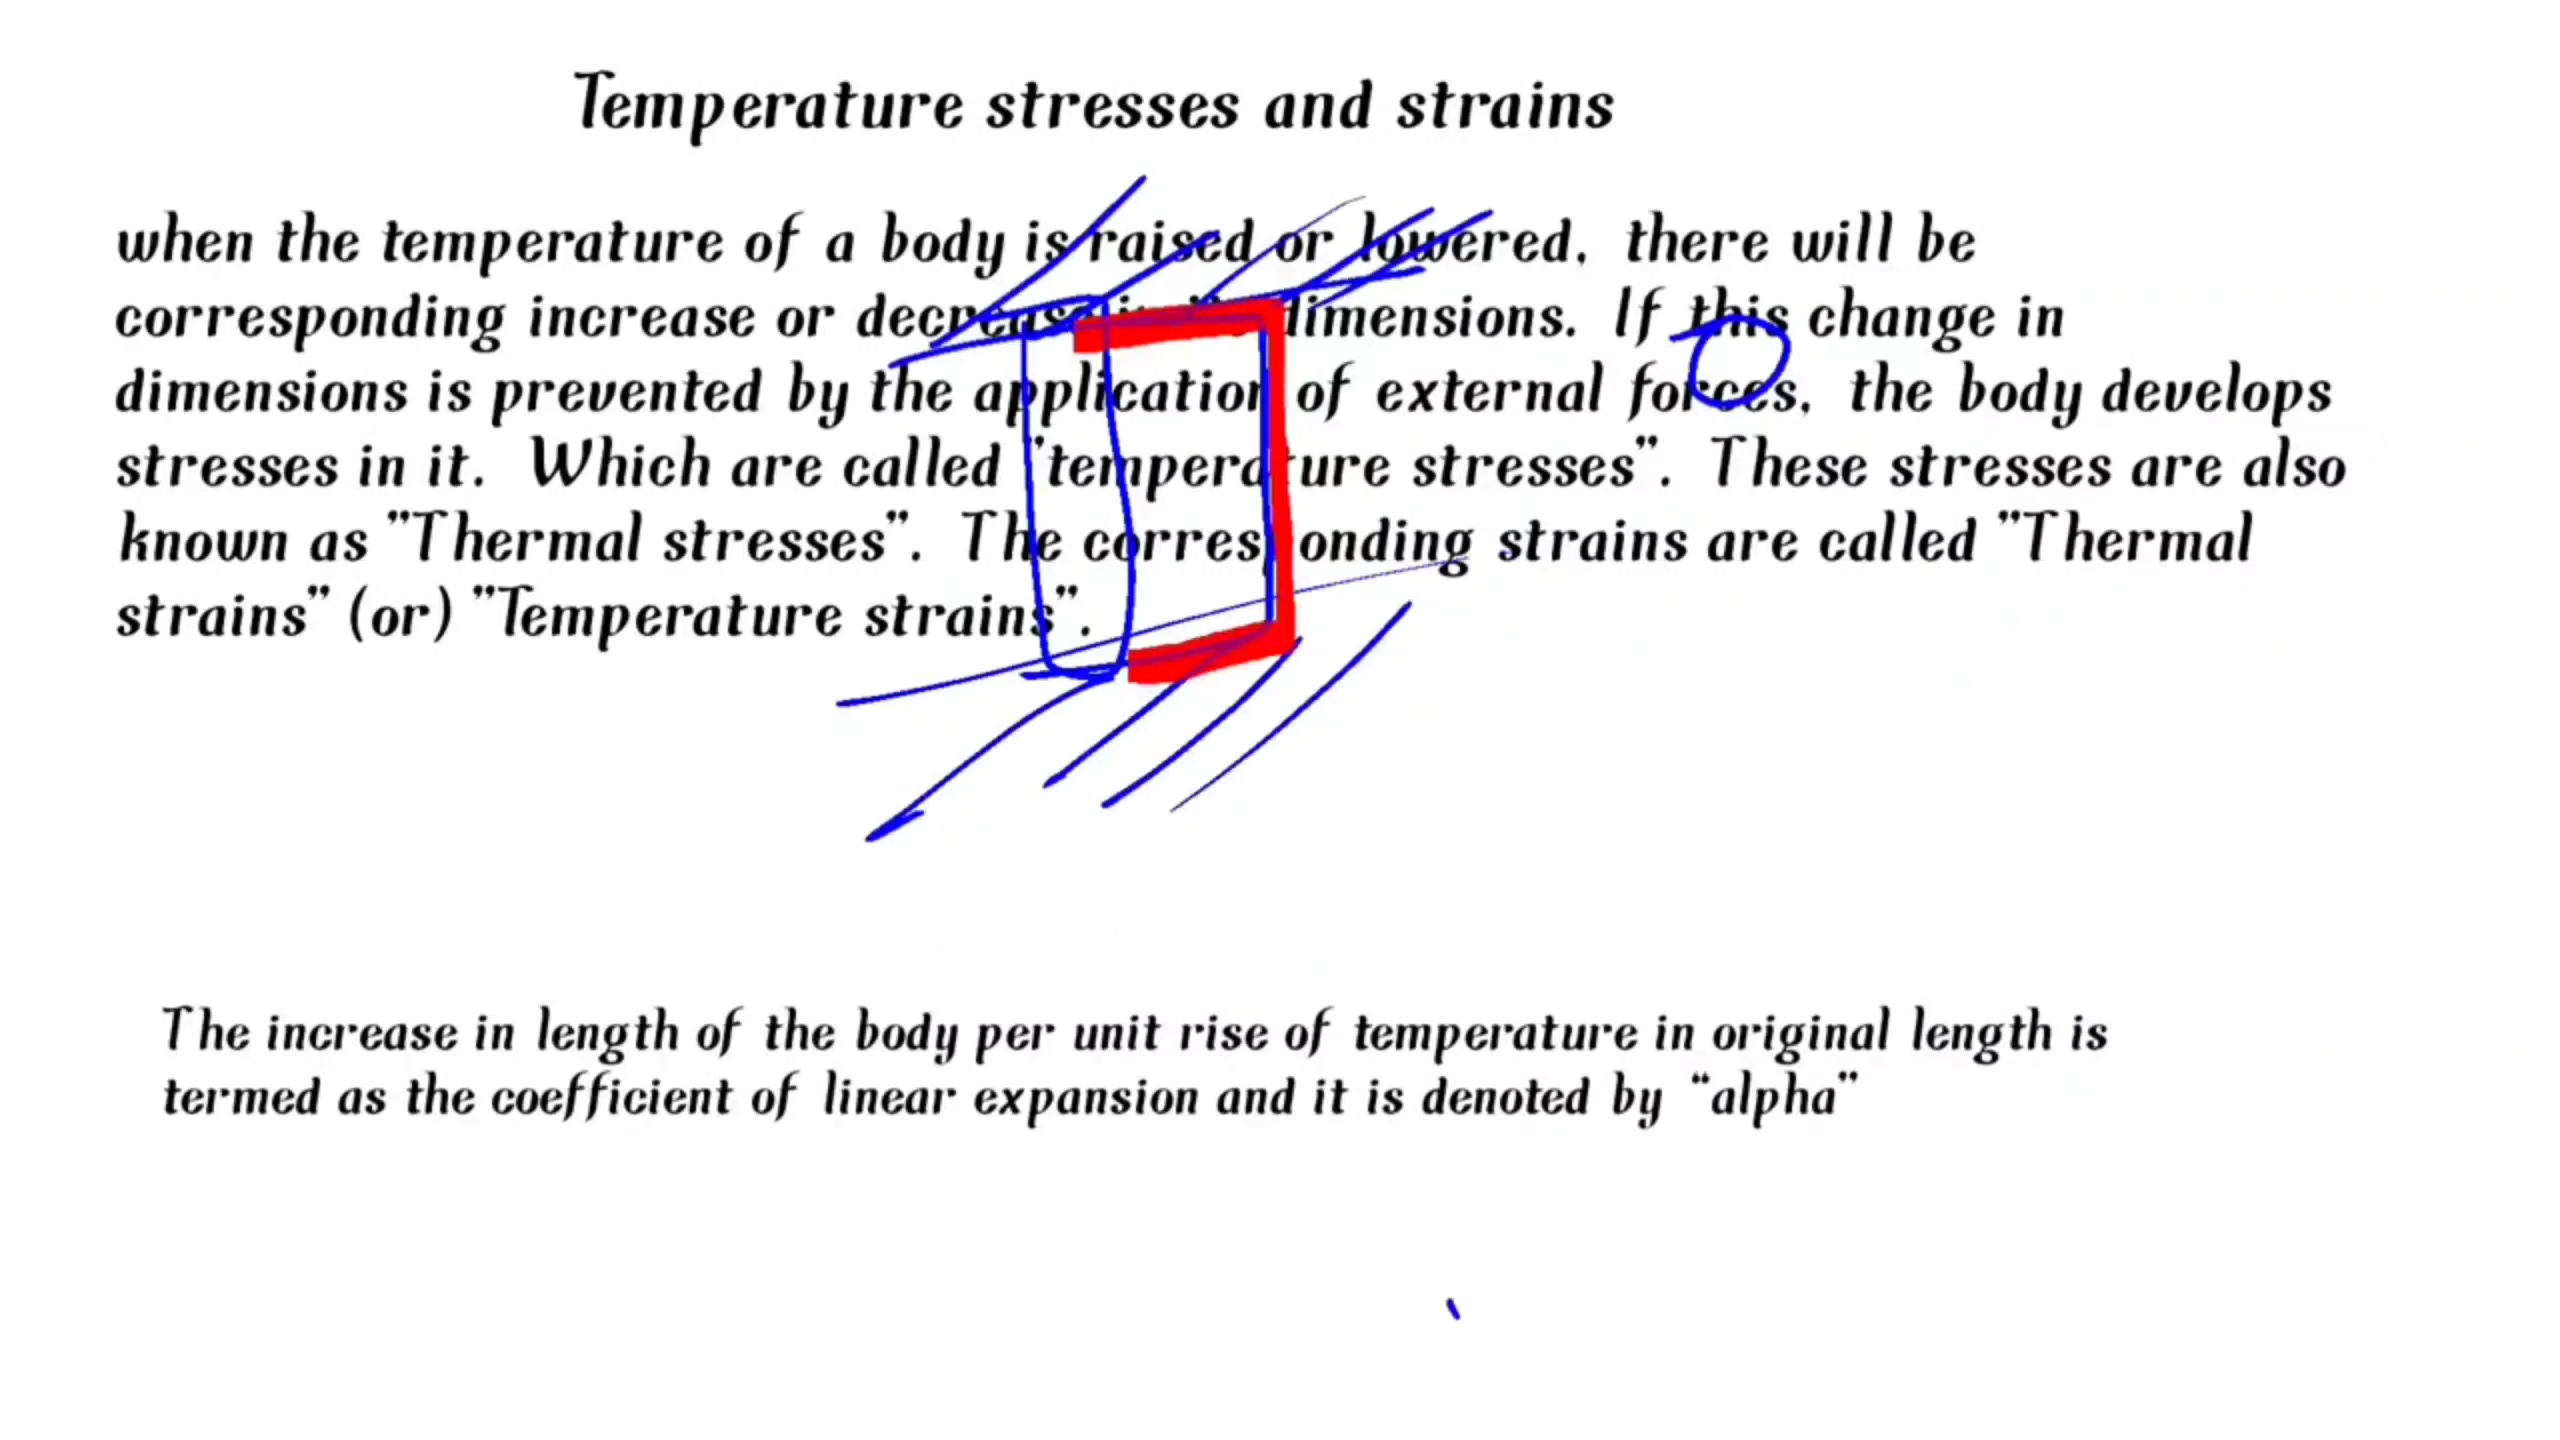 Temperature stresses and strains
when the temperature of a body is raised or lowered, there will be
corresponding increase or decrease in its dimensions. If this change in
dimensions is prevented by the application of external forces, the body develops
stresses in it. Which are called "temperature stresses". These stresses are also
known as "Thermal stresses". The corresponding strains are called "Thermal
strains" (or) "Temperature strains".
The increase in length of the body per unit rise of temperature in original length is
termed as the coefficient of linear expansion and it is denoted by "alpha"